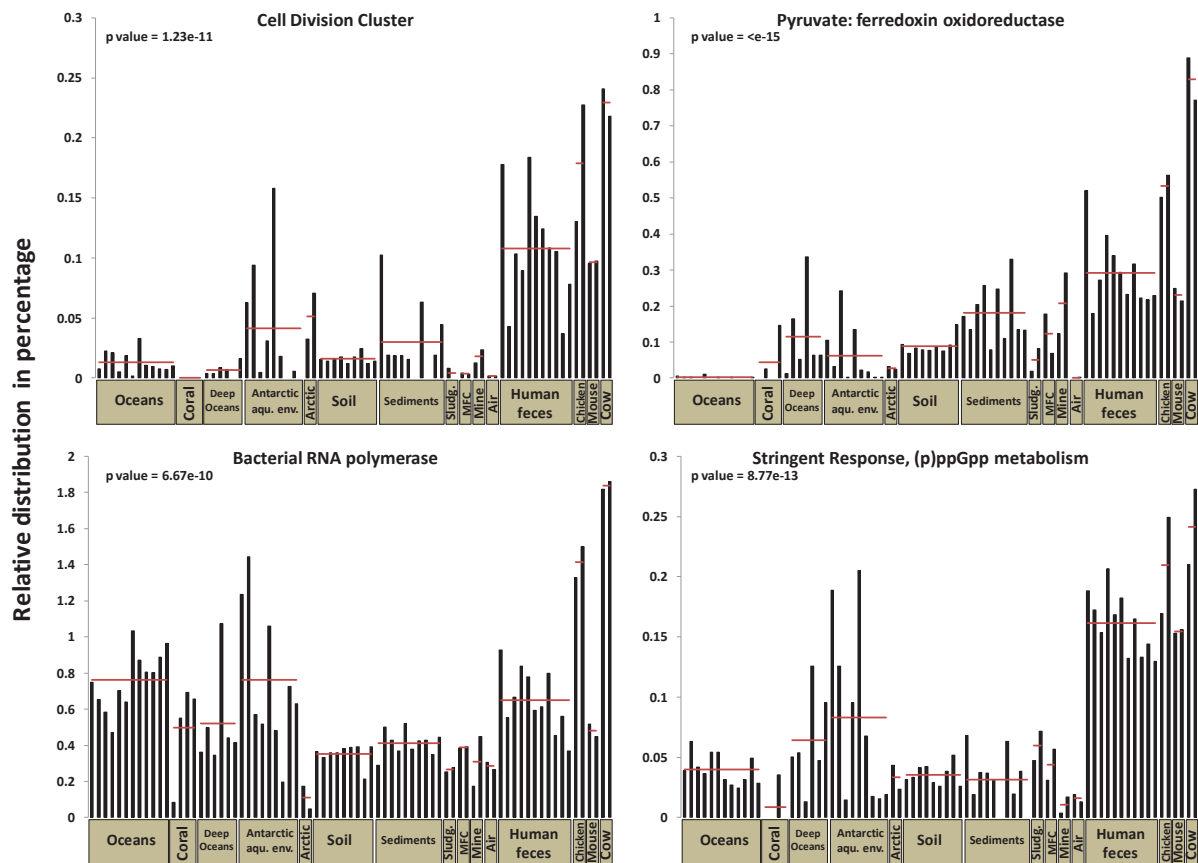 Relative distribution in percentage
Cell Division Cluster
p value = 1.23e-11
0.3
0.25
0.2
0.15
0.1
0.05
0
Oceans
Coral
Deep
Oceans
Antarctic
aqu. env.
Arctic
Soil
Sediments
Sludg.
MFC
Mine
Air
Human
feces
Chicken
Mouse
Cow
Pyruvate: ferredoxin oxidoreductase
p value = <e-15
1
0.9
0.8
0.7
0.6
0.5
0.4
0.3
0.2
0.1
0
Oceans
Coral
Deep
Oceans
Antarctic
aqu. env.
Arctic
Soil
Sediments
Sludg.
MFC
Mine
Air
Human
feces
Chicken
Mouse
Cow
Bacterial RNA polymerase
p value = 6.67e-10
2
1.8
1.6
1.4
1.2
1
0.8
0.6
0.4
0.2
0
Oceans
Coral
Deep
Oceans
Antarctic
aqu. env.
Arctic
Soil
Sediments
Sludg.
MFC
Mine
Air
Human
feces
Chicken
Mouse
Cow
Stringent Response, (p)ppGpp metabolism
p value = 8.77e-13
0.3
0.25
0.2
0.15
0.1
0.05
0
Oceans
Coral
Deep
Oceans
Antarctic
aqu. env.
Arctic
Soil
Sediments
Sludg.
MFC
Mine
Air
Human
feces
Chicken
Mouse
Cow